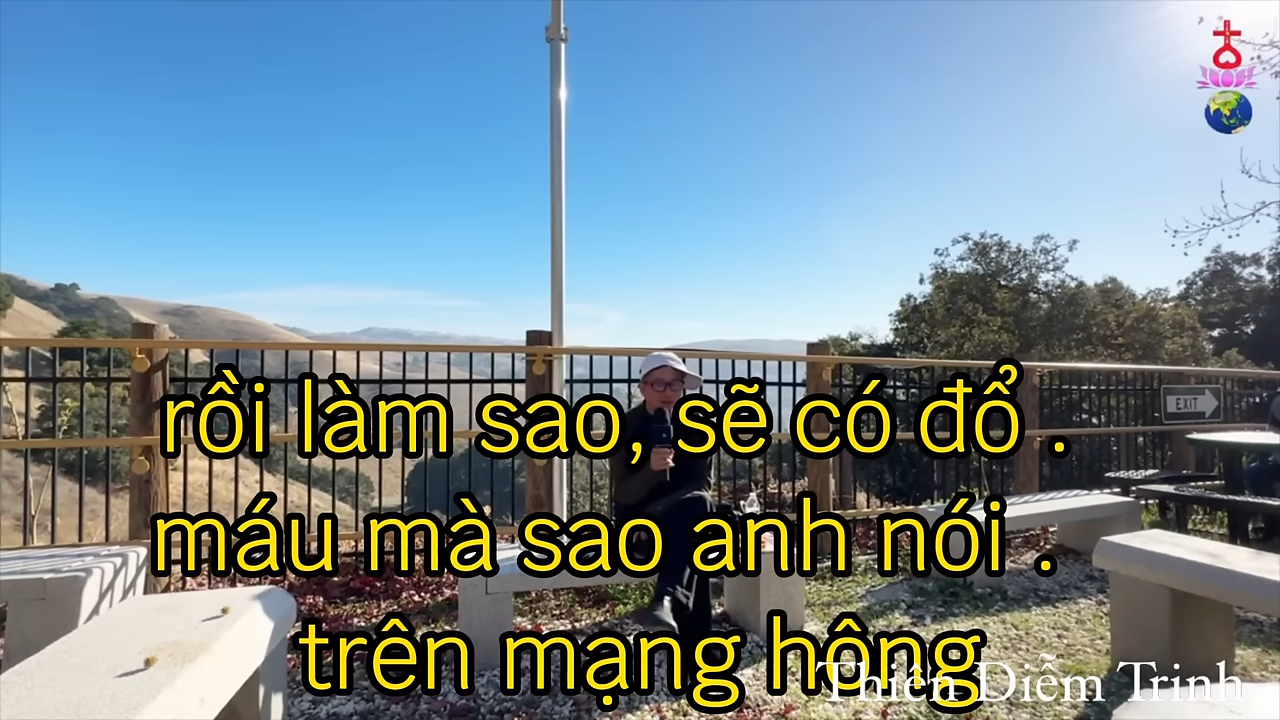 EXIT
rồi làm sao, sẽ có đổ .
máu mà sao anh nói .
trên mạng hông
Thiên Diễm Trinh